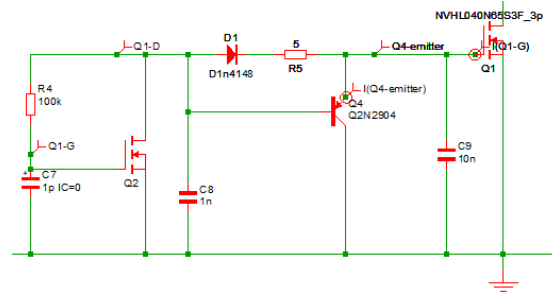 NVHL040N65S3F_3p
Q1-D
D1
5
Q4-emitter
I(Q1-G)
D1n4148
R5
Q1
R4
100k
I(Q4-emitter)
Q4
Q2N2904
Q1-G
C7
1p IC=0
Q2
C8
1n
C9
10n